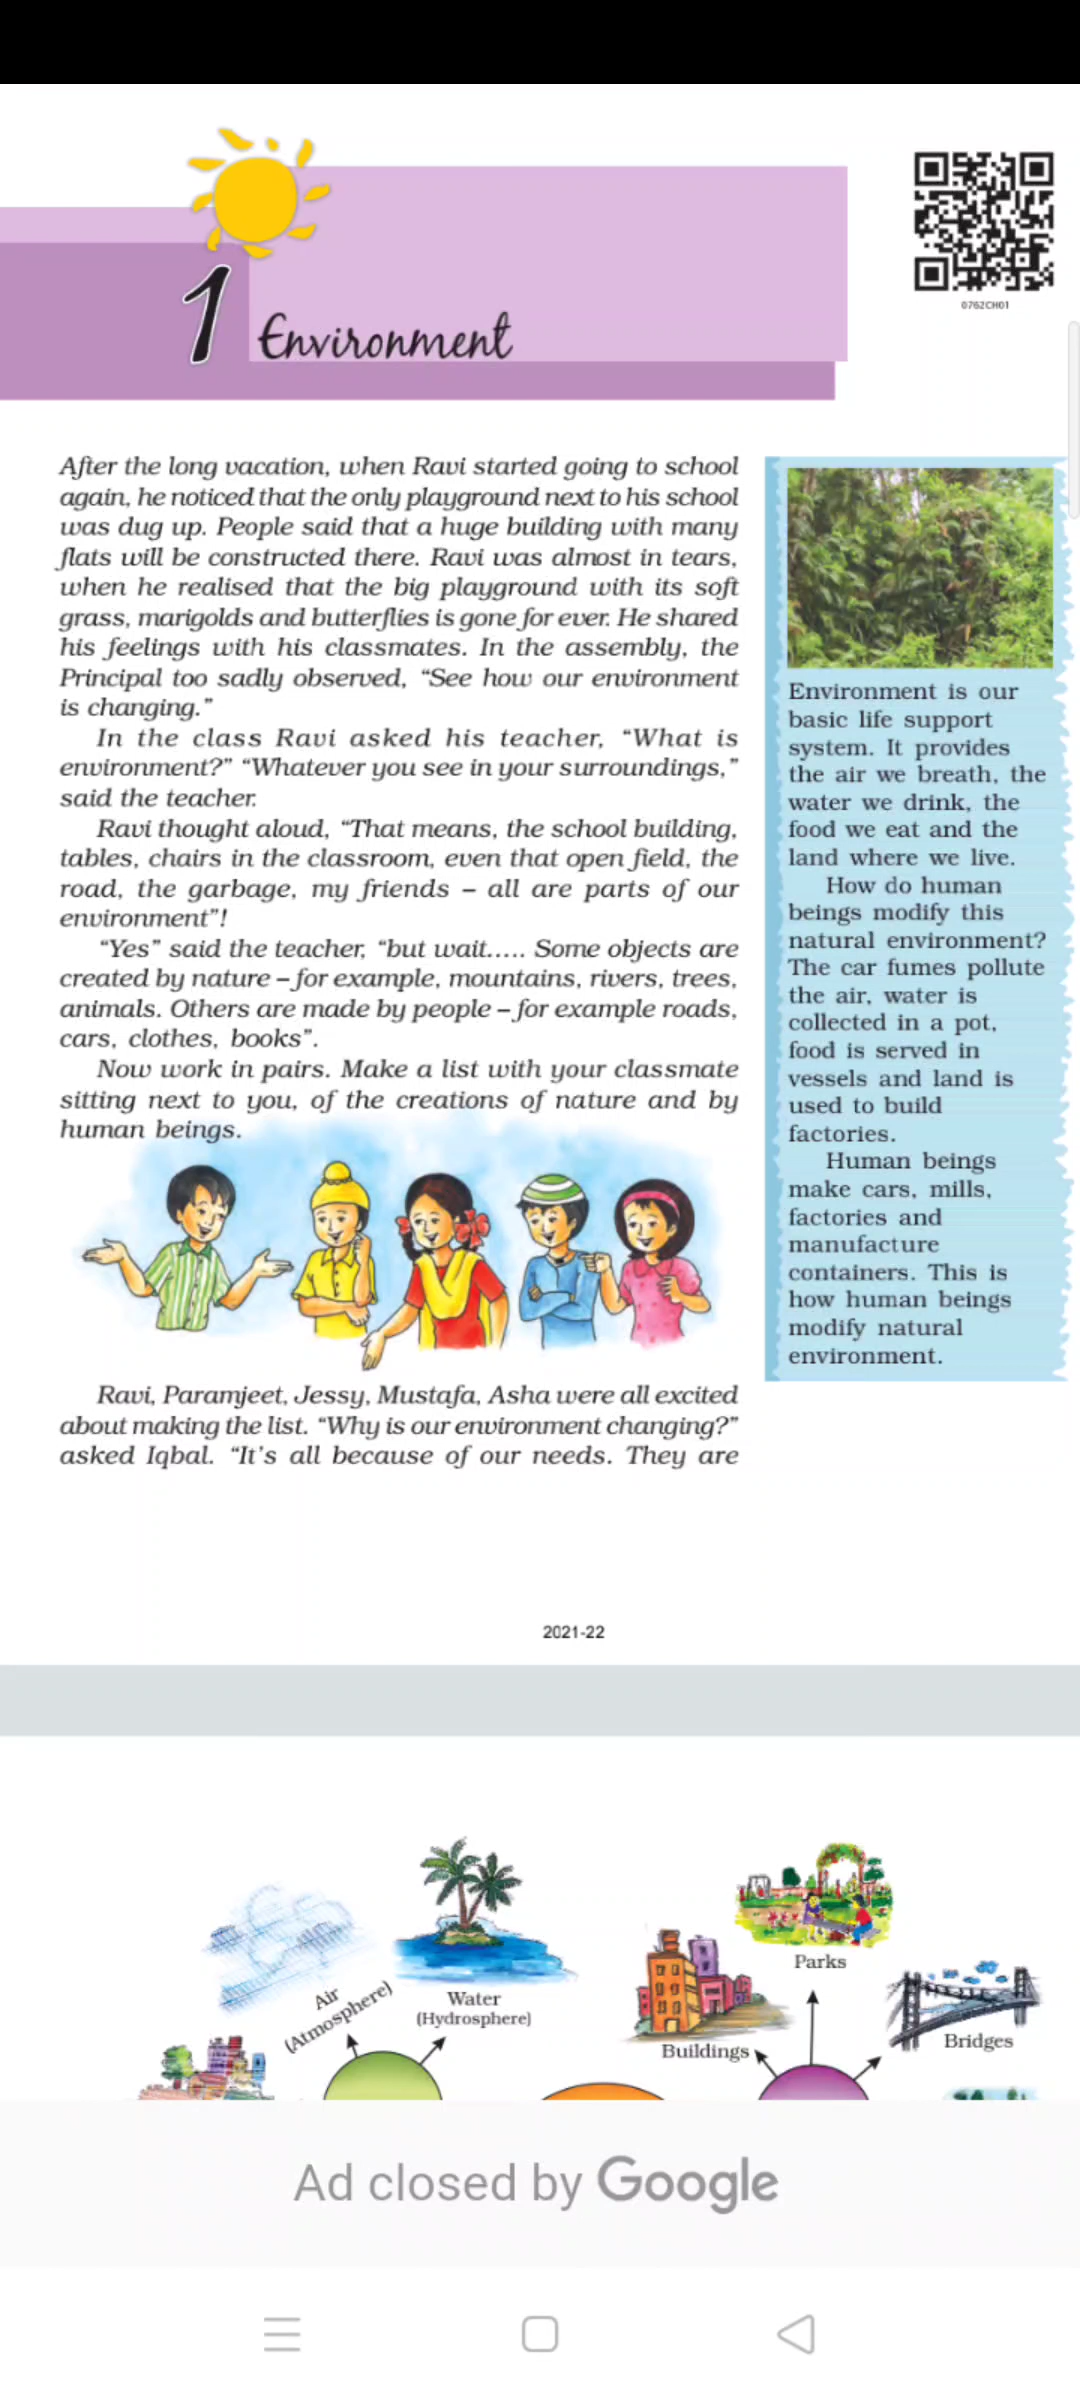 0762CH01
1 Environment
After the long vacation, when Ravi started going to school
again, he noticed that the only playground next to his school
was dug up. People said that a huge building with many
flats will be constructed there. Ravi was almost in tears,
when he realised that the big playground with its soft
grass, marigolds and butterflies is gone for ever. He shared
his feelings with his classmates. In the assembly, the
Principal too sadly observed, “See how our environment
is changing.”
In the class Ravi asked his teacher, “What is
environment?” “Whatever you see in your surroundings,”
said the teacher.
Ravi thought aloud, “That means, the school building,
tables, chairs in the classroom, even that open field, the
road, the garbage, my friends – all are parts of our
environment”!
“Yes” said the teacher, “but wait..... Some objects are
created by nature – for example, mountains, rivers, trees,
animals. Others are made by people – for example roads,
cars, clothes, books”.
Now work in pairs. Make a list with your classmate
sitting next to you, of the creations of nature and by
human beings.
Ravi, Paramjeet, Jessy, Mustafa, Asha were all excited
about making the list. “Why is our environment changing?”
asked Iqbal. “It’s all because of our needs. They are
Environment is our
basic life support
system. It provides
the air we breath, the
water we drink, the
food we eat and the
land where we live.
How do human
beings modify this
natural environment?
The car fumes pollute
the air, water is
collected in a pot,
food is served in
vessels and land is
used to build
factories.
Human beings
make cars, mills,
factories and
manufacture
containers. This is
how human beings
modify natural
environment.
2021-22
Air
(Atmosphere)
Water
(Hydrosphere)
Parks
Buildings
Bridges
Ad closed by Google